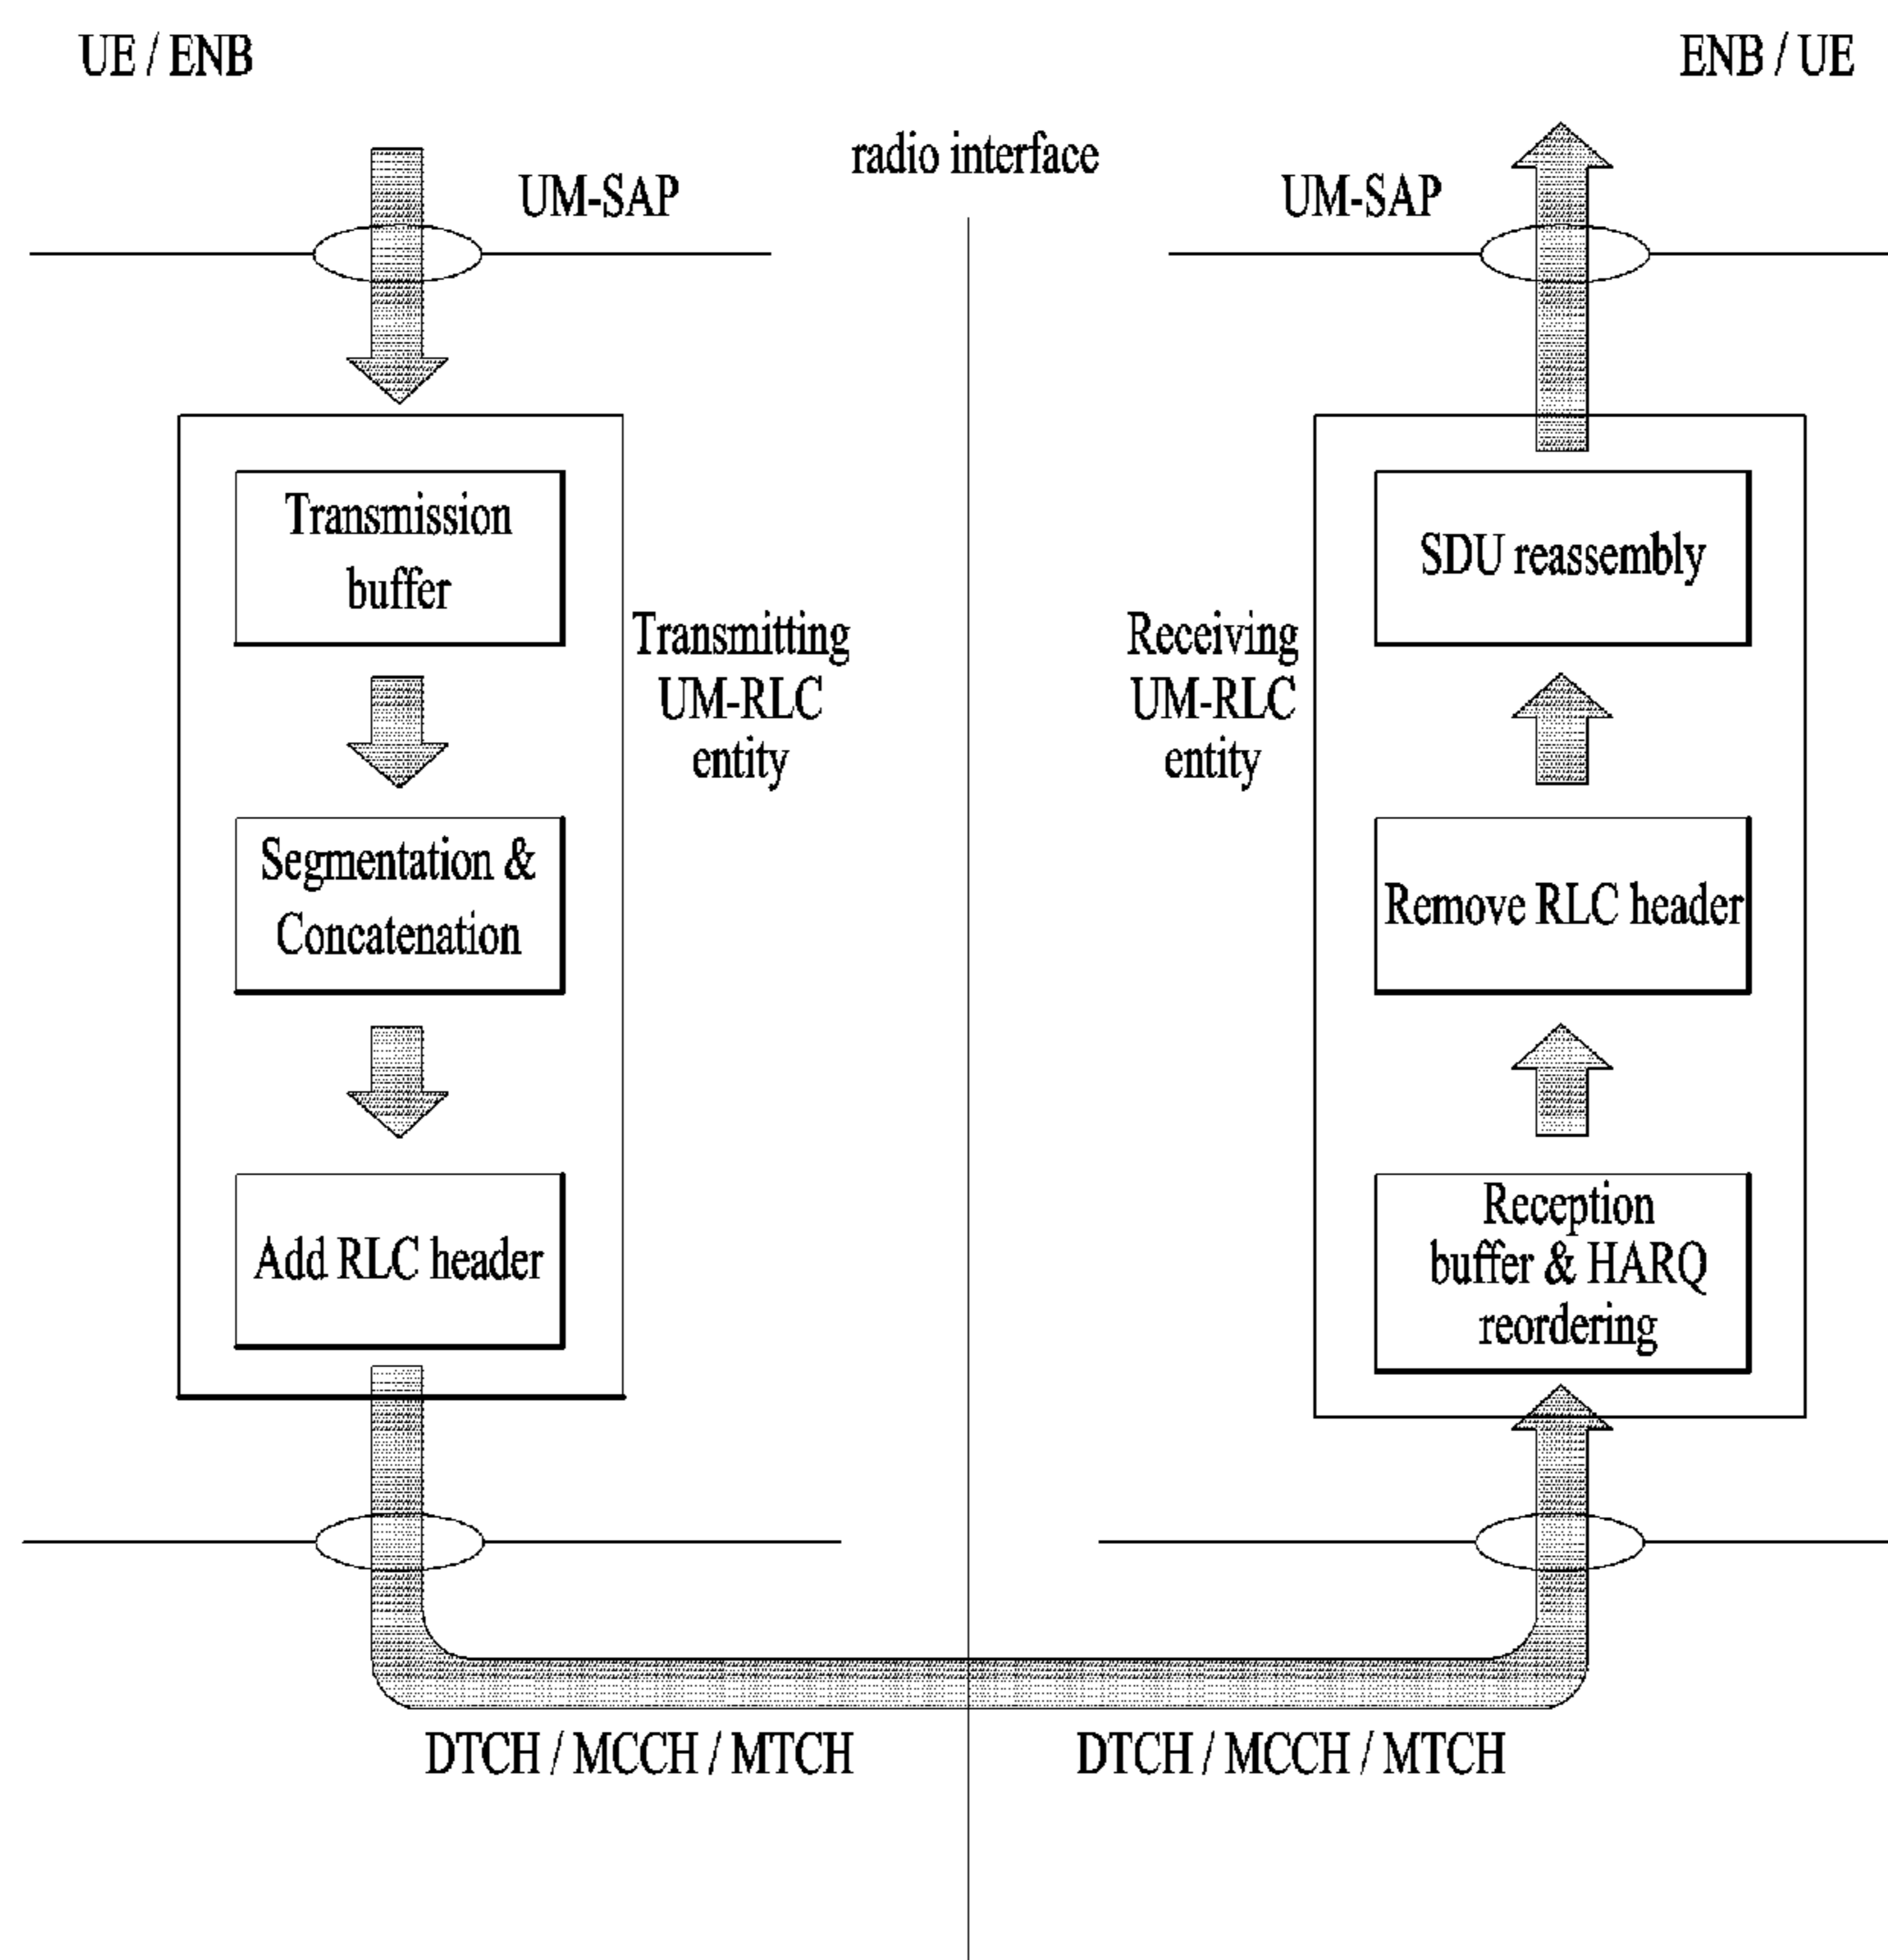 UE / ENB
ENB / UE
radio interface
UM-SAP
UM-SAP
Transmission
buffer
Transmitting
UM-RLC
entity
Segmentation &
Concatenation
Add RLC header
Receiving
UM-RLC
entity
SDU reassembly
Remove RLC header
Reception
buffer & HARQ
reordering
DTCH / MCCH / MTCH
DTCH / MCCH / MTCH